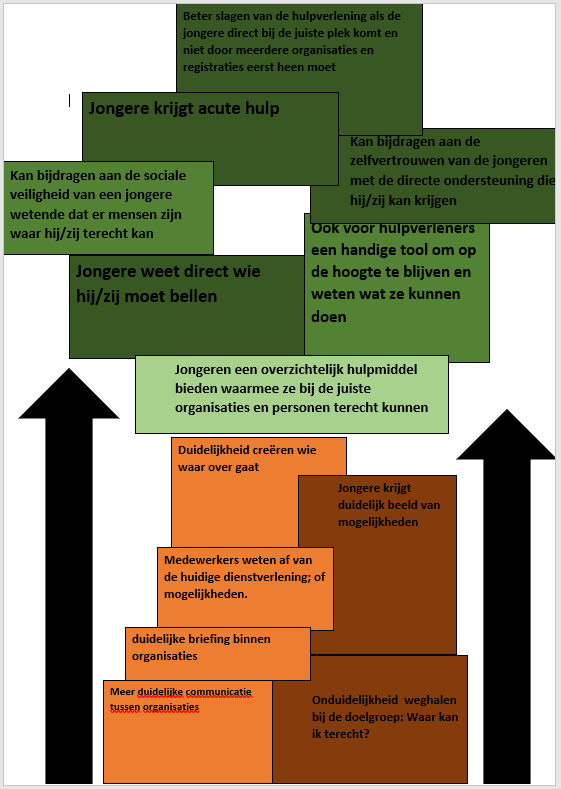 Beter slagen van de hulpverlening als de
jongere direct bij de juiste plek komt en
niet door meerdere organisaties en
registraties eerst heen moet
Jongere krijgt acute hulp
Kan bijdragen aan de
zelfvertrouwen van de jongeren
met de directe ondersteuning die
hij/zij kan krijgen
Kan bijdragen aan de sociale
veiligheid van een jongere
wetende dat er mensen zijn
waar hij/zij terecht kan
Ook voor hulpverleners
een handige tool om op
de hoogte te blijven en
weten wat ze kunnen
doen
Jongere weet direct wie
hij/zij moet bellen
Jongeren een overzichtelijk hulpmiddel
bieden waarmee ze bij de juiste
organisaties en personen terecht kunnen
Duidelijkheid creëren wie
waar over gaat
Jongere krijgt
duidelijk beeld van
mogelijkheden
Medewerkers weten af van
de huidige dienstverlening; of
mogelijkheden.
duidelijke briefing binnen
organisaties
Meer duidelijke communicatie
tussen organisaties
Onduidelijkheid weghalen
bij de doelgroep: Waar kan
ik terecht?